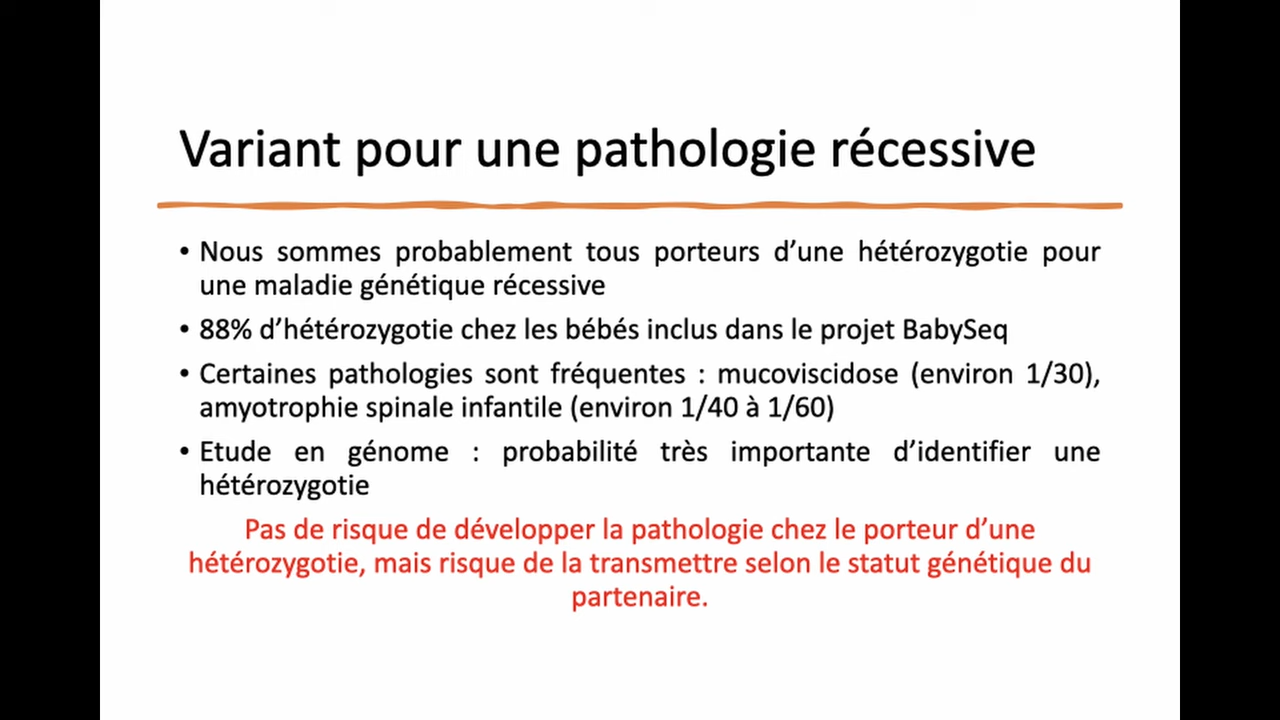 Variant pour une pathologie récessive
• Nous sommes probablement tous porteurs d’une hétérozygotie pour
une maladie génétique récessive
• 88% d’hétérozygotie chez les bébés inclus dans le projet BabySeq
• Certaines pathologies sont fréquentes : mucoviscidose (environ 1/30),
amyotrophie spinale infantile (environ 1/40 à 1/60)
• Etude en génome : probabilité très importante d’identifier une
hétérozygotie
Pas de risque de développer la pathologie chez le porteur d’une
hétérozygotie, mais risque de la transmettre selon le statut génétique du
partenaire.